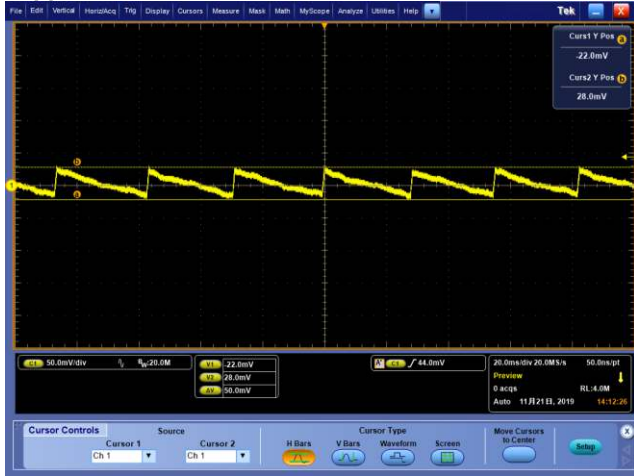 File Edit Vertical Horiz/Acq Trig Display Cursors Measure Mask Math MyScope Analyze Utilities Help Tek X
Curs1 Y Pos a
-22.0mV
Curs2 Y Pos b
28.0mV
b
1
a
C1 50.0mV/div BW:20.0M
V1 -22.0mV
V2 28.0mV
ΔV 50.0mV
A' C1 44.0mV
20.0ms/div 20.0MS/s 50.0ns/pt
Preview
0 acqs RL:4.0M
Auto 11月21日, 2019 14:12:26
Cursor Controls
Source
Cursor 1 Cursor 2
Ch 1 Ch 1
Cursor Type
H Bars V Bars Waveform Screen
Move Cursors
to Center
Setup
X